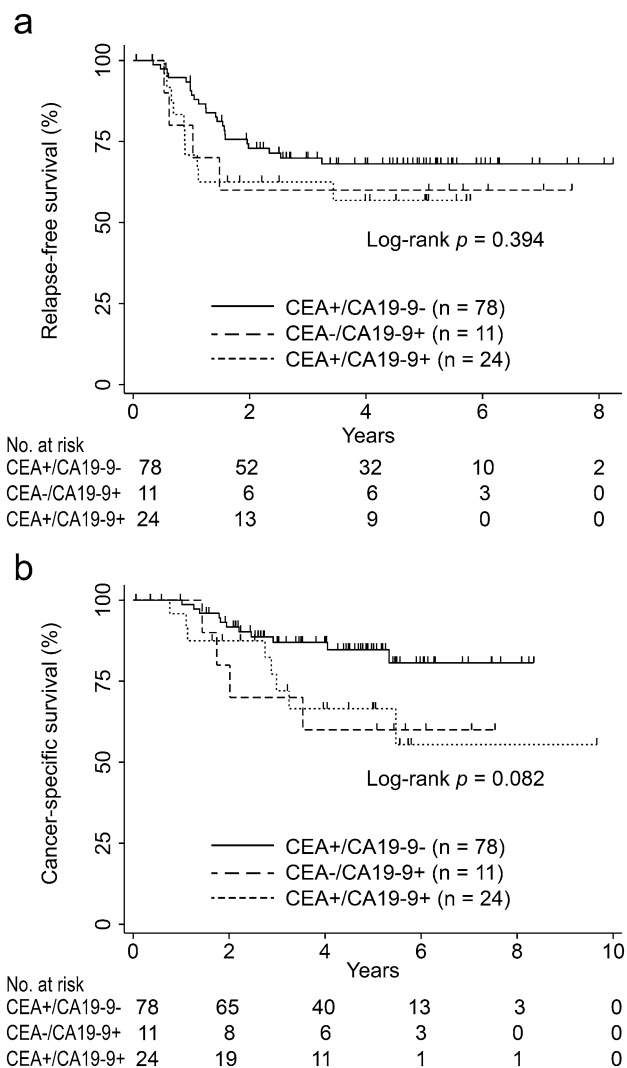 a
Relapse-free survival (%)
100
75
50
25
0
Log-rank p = 0.394
CEA+/CA19-9- (n = 78)
CEA-/CA19-9+ (n = 11)
CEA+/CA19-9+ (n = 24)
0 2 4 6 8
Years
No. at risk
CEA+/CA19-9- 78 52 32 10 2
CEA-/CA19-9+ 11 6 6 3 0
CEA+/CA19-9+ 24 13 9 0 0
b
Cancer-specific survival (%)
100
75
50
25
0
Log-rank p = 0.082
CEA+/CA19-9- (n = 78)
CEA-/CA19-9+ (n = 11)
CEA+/CA19-9+ (n = 24)
0 2 4 6 8 10
Years
No. at risk
CEA+/CA19-9- 78 65 40 13 3 0
CEA-/CA19-9+ 11 8 6 3 0 0
CEA+/CA19-9+ 24 19 11 1 1 0